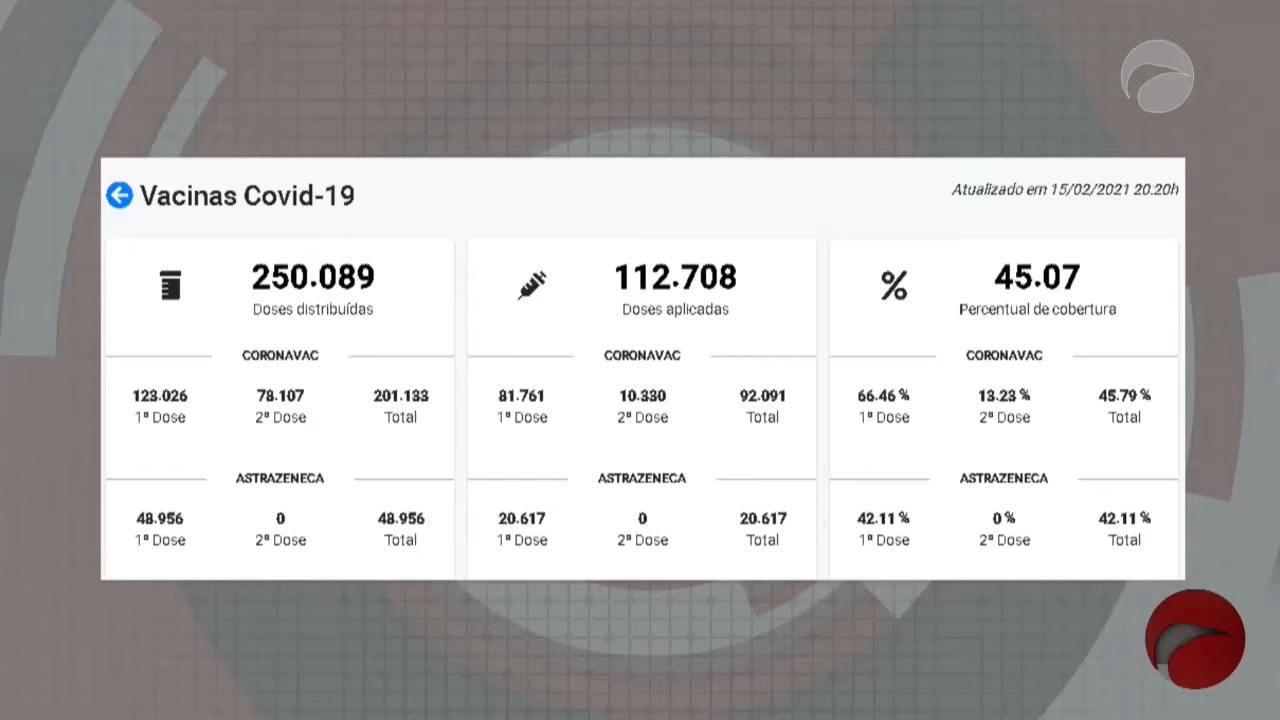 Vacinas Covid-19
Atualizado em 15/02/2021 20:20h
250.089
Doses distribuídas
CORONAVAC
123.026 78.107 201.133
1ª Dose 2ª Dose Total
ASTRAZENECA
48.956 0 48.956
1ª Dose 2ª Dose Total
112.708
Doses aplicadas
CORONAVAC
81.761 10.330 92.091
1ª Dose 2ª Dose Total
ASTRAZENECA
20.617 0 20.617
1ª Dose 2ª Dose Total
% 45.07
Percentual de cobertura
CORONAVAC
66.46 % 13.23 % 45.79 %
1ª Dose 2ª Dose Total
ASTRAZENECA
42.11 % 0 % 42.11 %
1ª Dose 2ª Dose Total